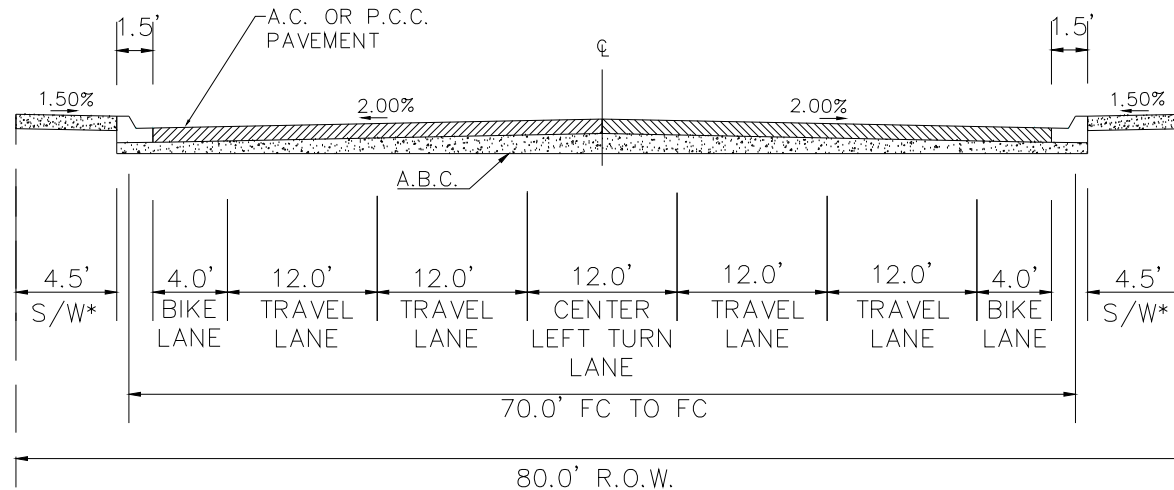 A.C. OR P.C.C.
PAVEMENT
1.5'
1.5'
℄
1.50%
2.00%
2.00%
1.50%
A.B.C.
4.5'
S/W*
4.0'
BIKE
LANE
12.0'
TRAVEL
LANE
12.0'
TRAVEL
LANE
12.0'
CENTER
LEFT TURN
LANE
12.0'
TRAVEL
LANE
12.0'
TRAVEL
LANE
4.0'
BIKE
LANE
4.5'
S/W*
70.0' FC TO FC
80.0' R.O.W.